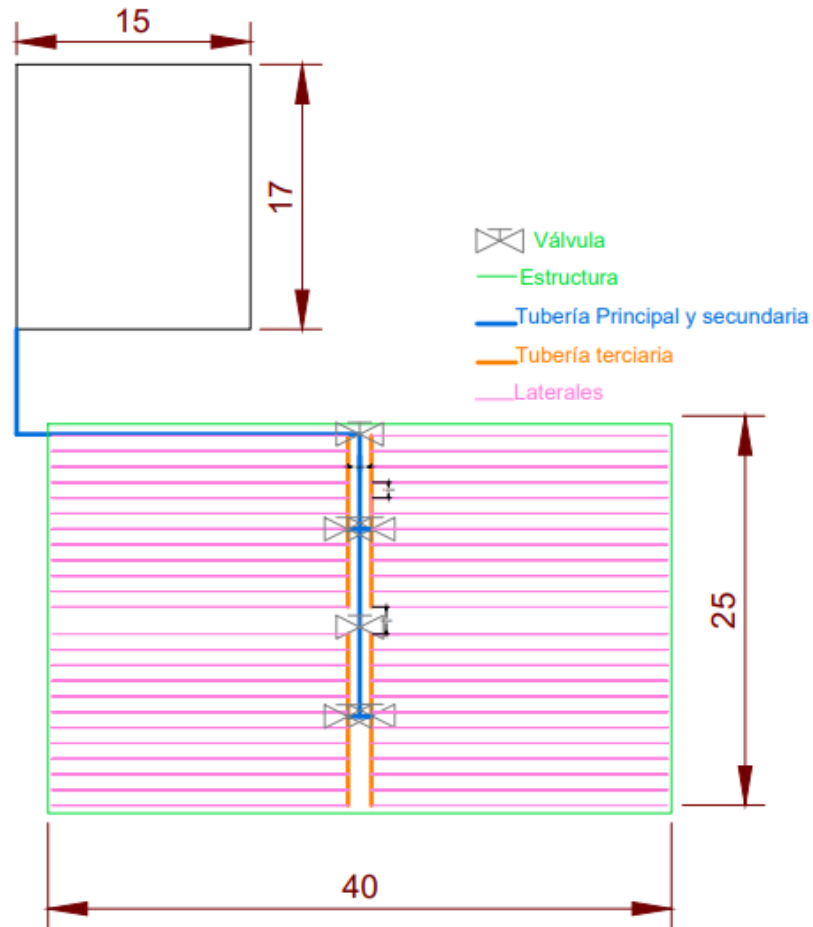 15
17
Válvula
Estructura
Tubería Principal y secundaria
Tubería terciaria
Laterales
25
40